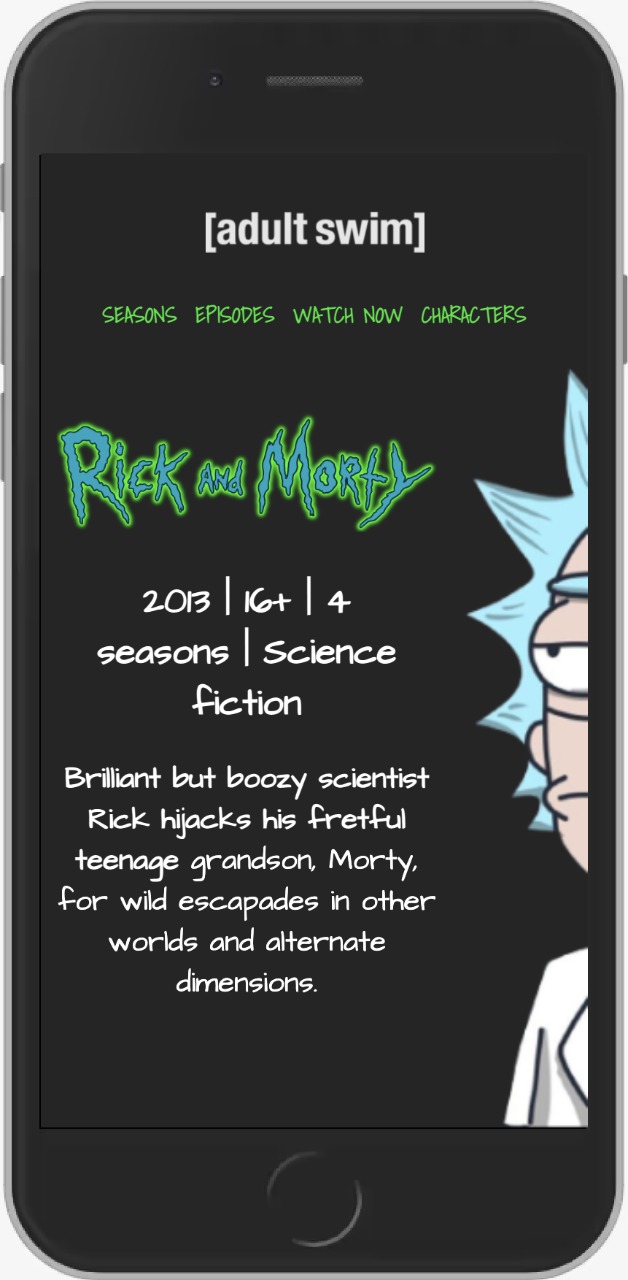 [adult swim]
SEASONS EPISODES WATCH NOW CHARACTERS
Rick and Morty
2013 | 16+ | 4
seasons | Science
fiction
Brilliant but boozy scientist
Rick hijacks his fretful
teenage grandson, Morty,
for wild escapades in other
worlds and alternate
dimensions.